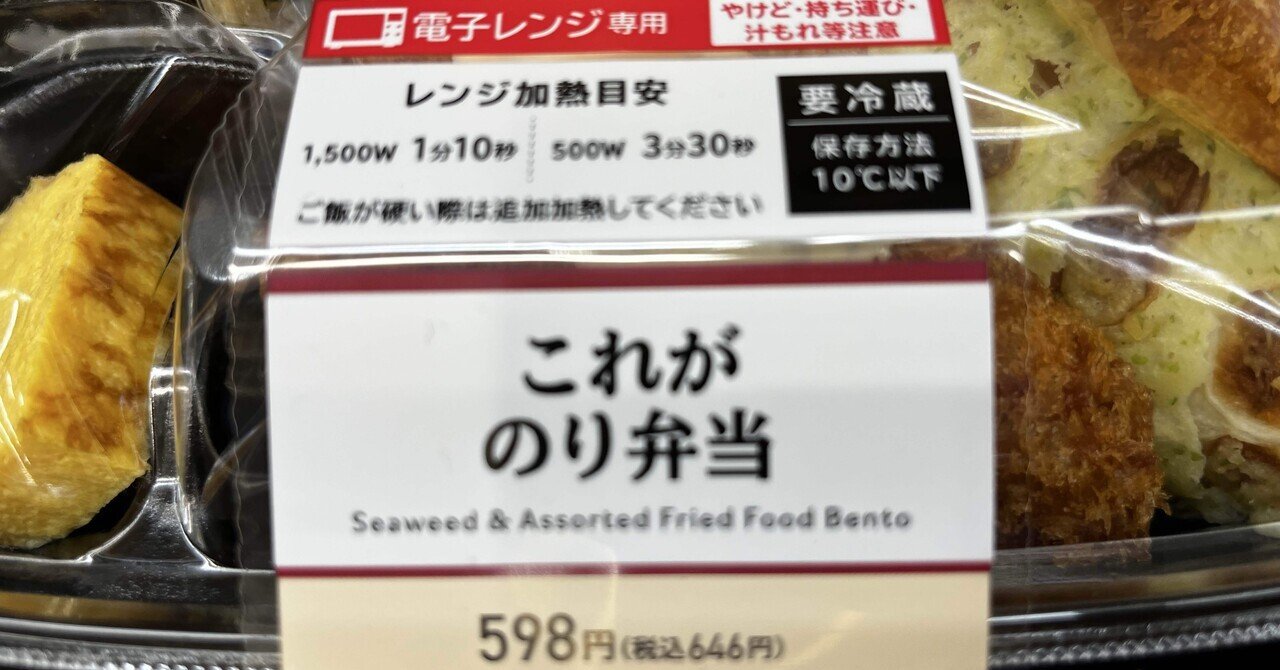 電子レンジ専用
やけど・持ち運び・
汁もれ等注意
レンジ加熱目安
1,500W 1分10秒 500W 3分30秒
ご飯が硬い際は追加加熱してください
要冷蔵
保存方法
10℃以下
これが
のり弁当
Seaweed & Assorted Fried Food Bento
598円(税込646円)